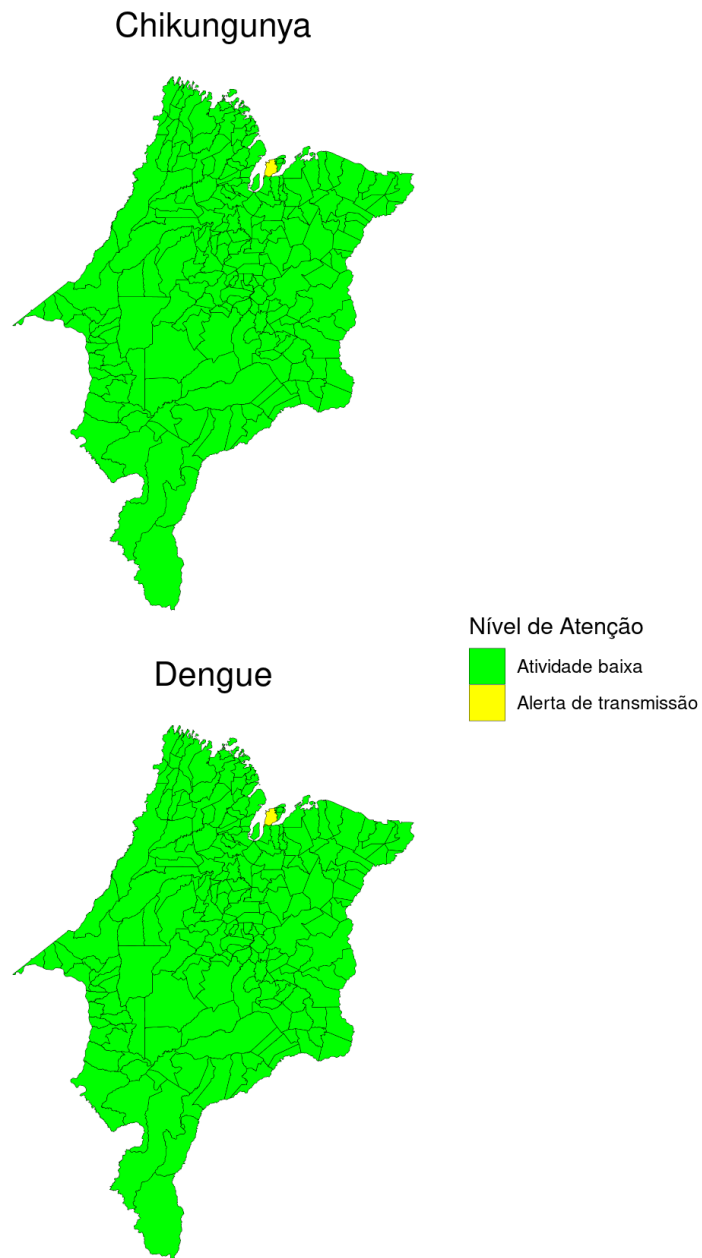 Chikungunya
Nível de Atenção
Atividade baixa
Alerta de transmissão
Dengue